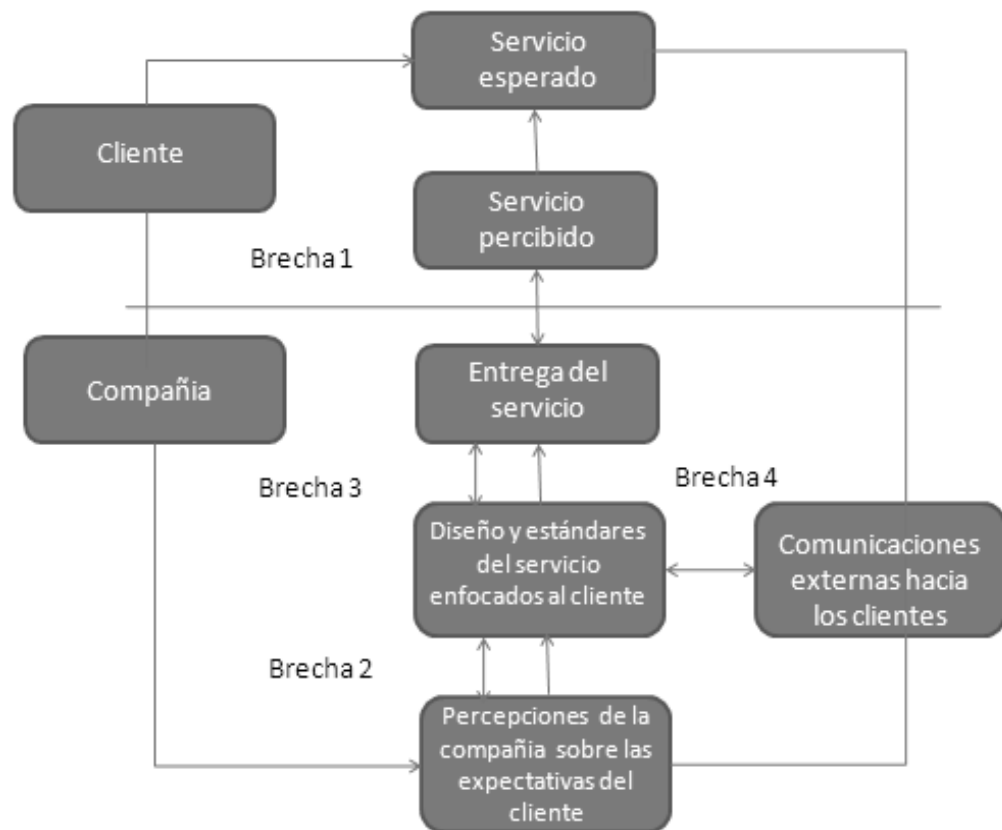 Servicio
esperado
Cliente
Servicio
percibido
Brecha 1
Compañia
Entrega del
servicio
Brecha 3
Brecha 4
Diseño y estándares
del servicio
enfocados al cliente
Comunicaciones
externas hacia
los clientes
Brecha 2
Percepciones de la
compañia sobre las
expectativas del
cliente